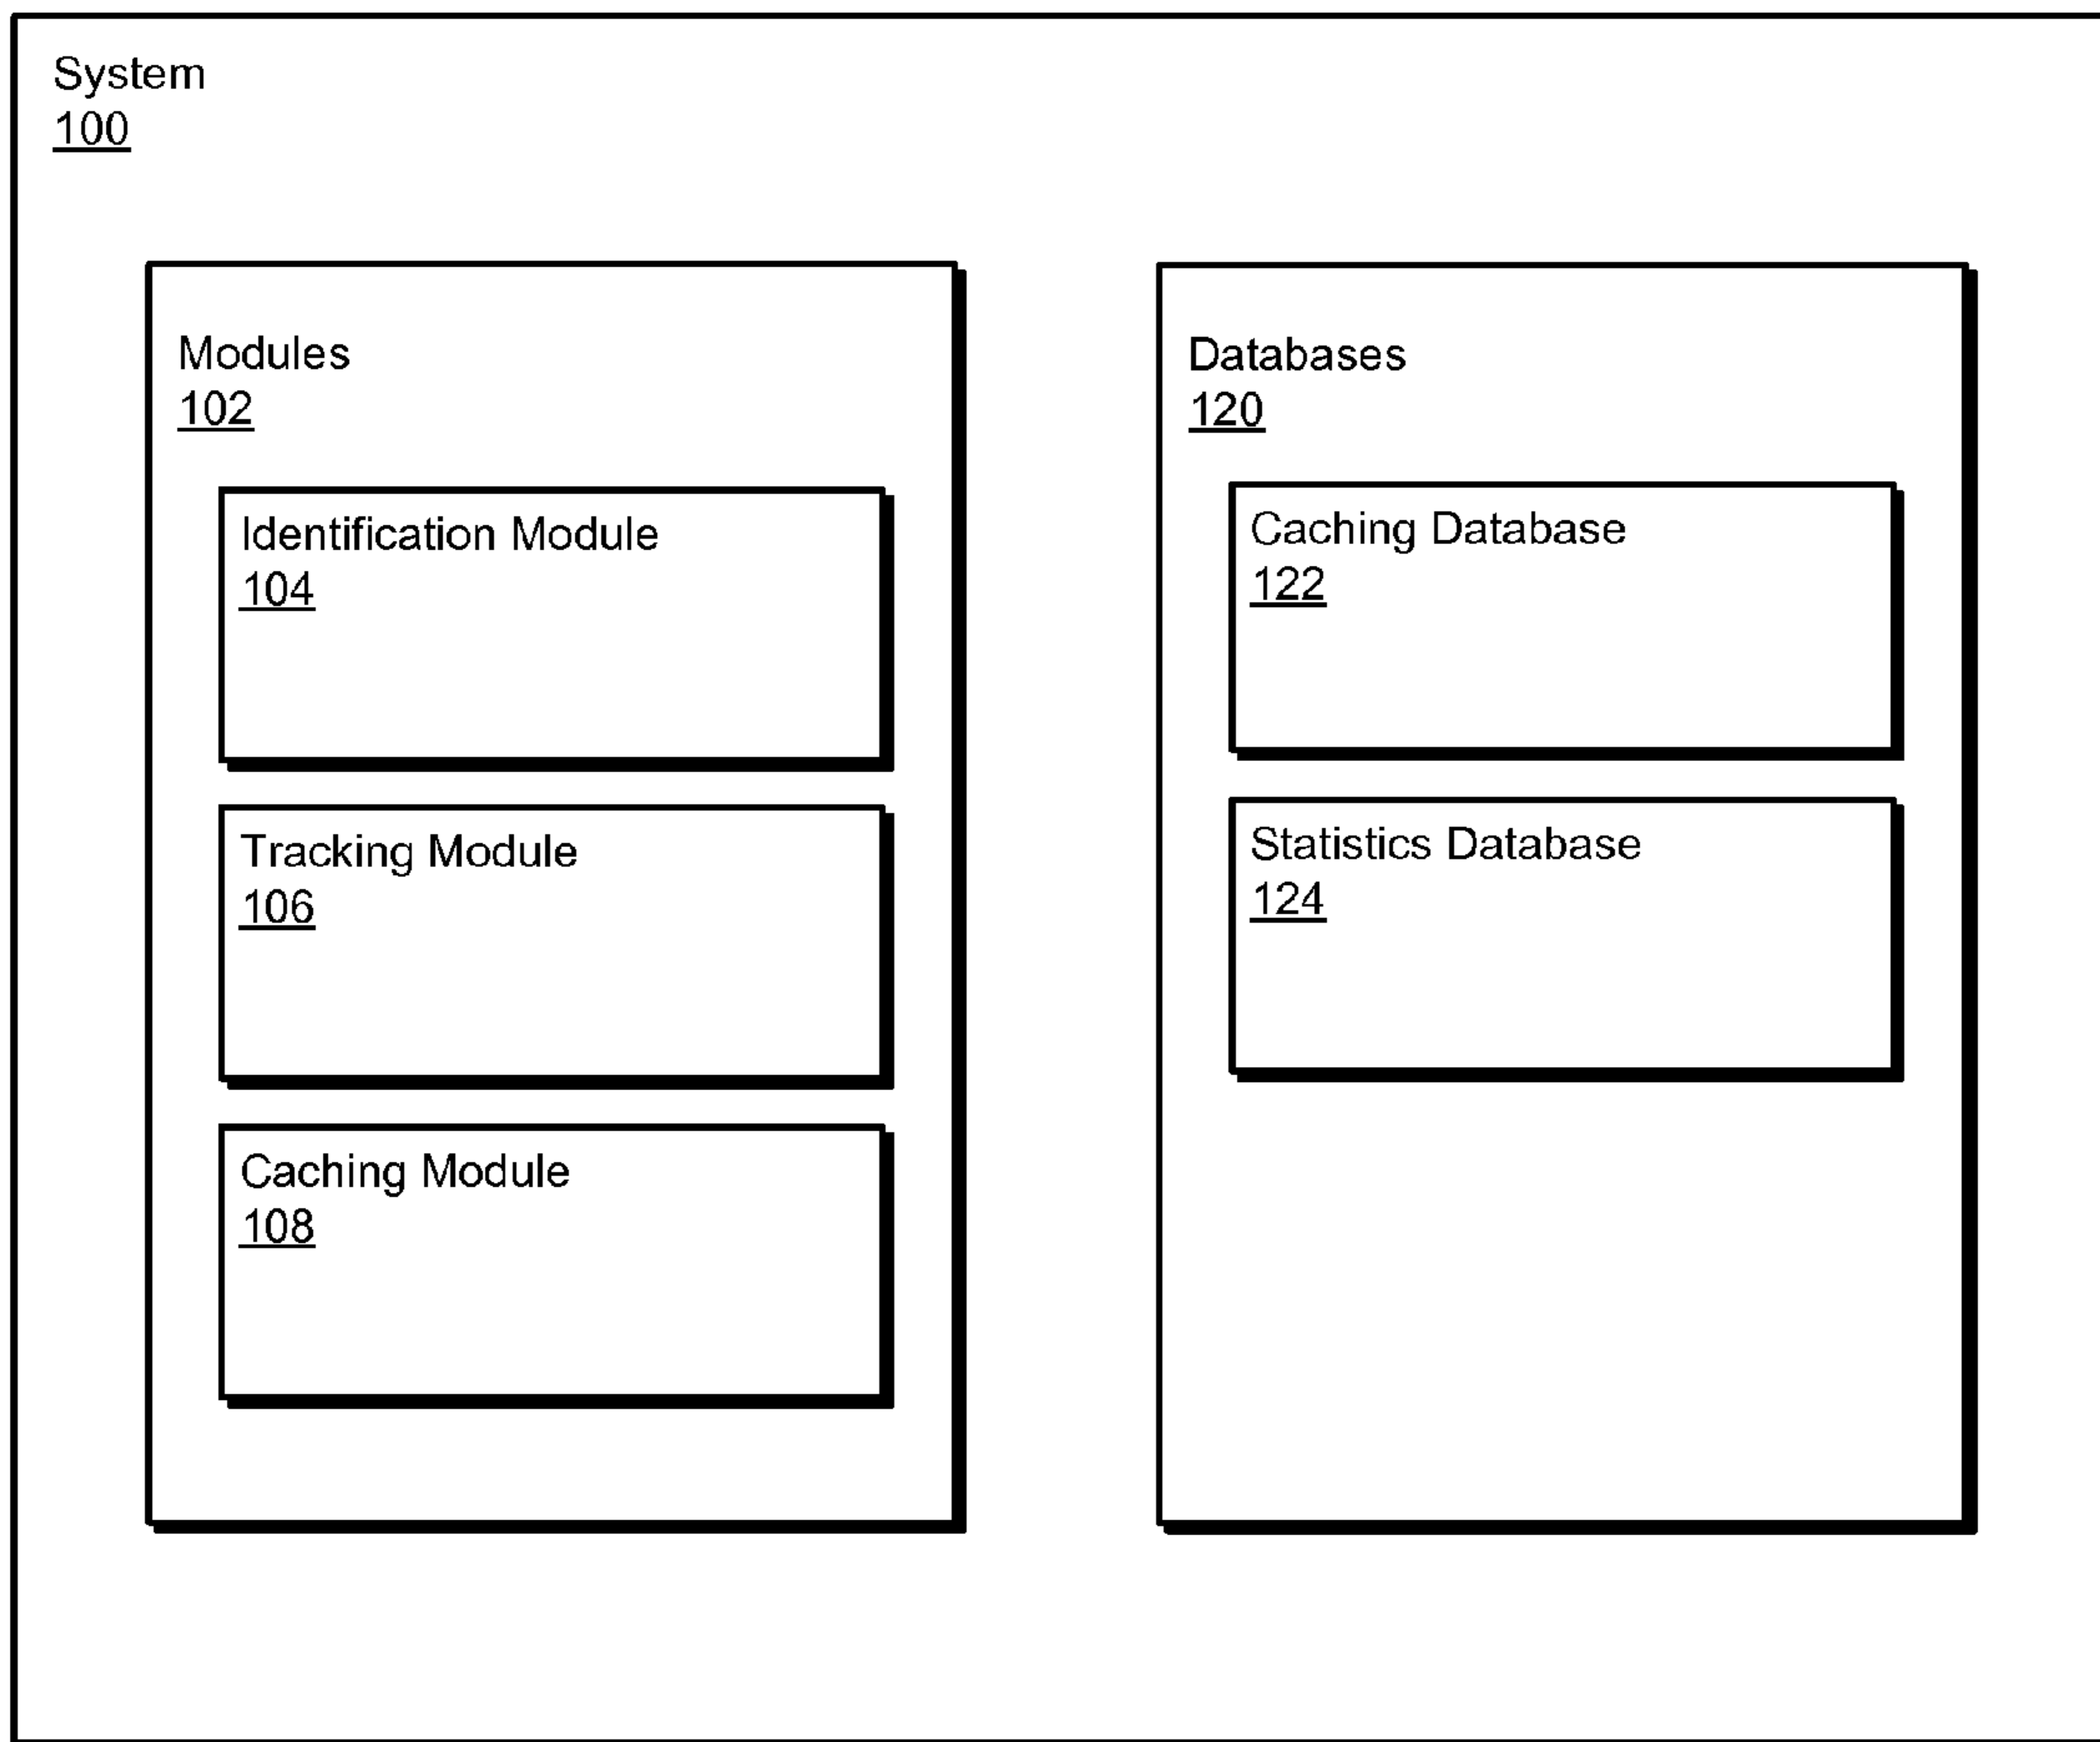 System
100
Modules
102
Identification Module
104
Tracking Module
106
Caching Module
108
Databases
120
Caching Database
122
Statistics Database
124